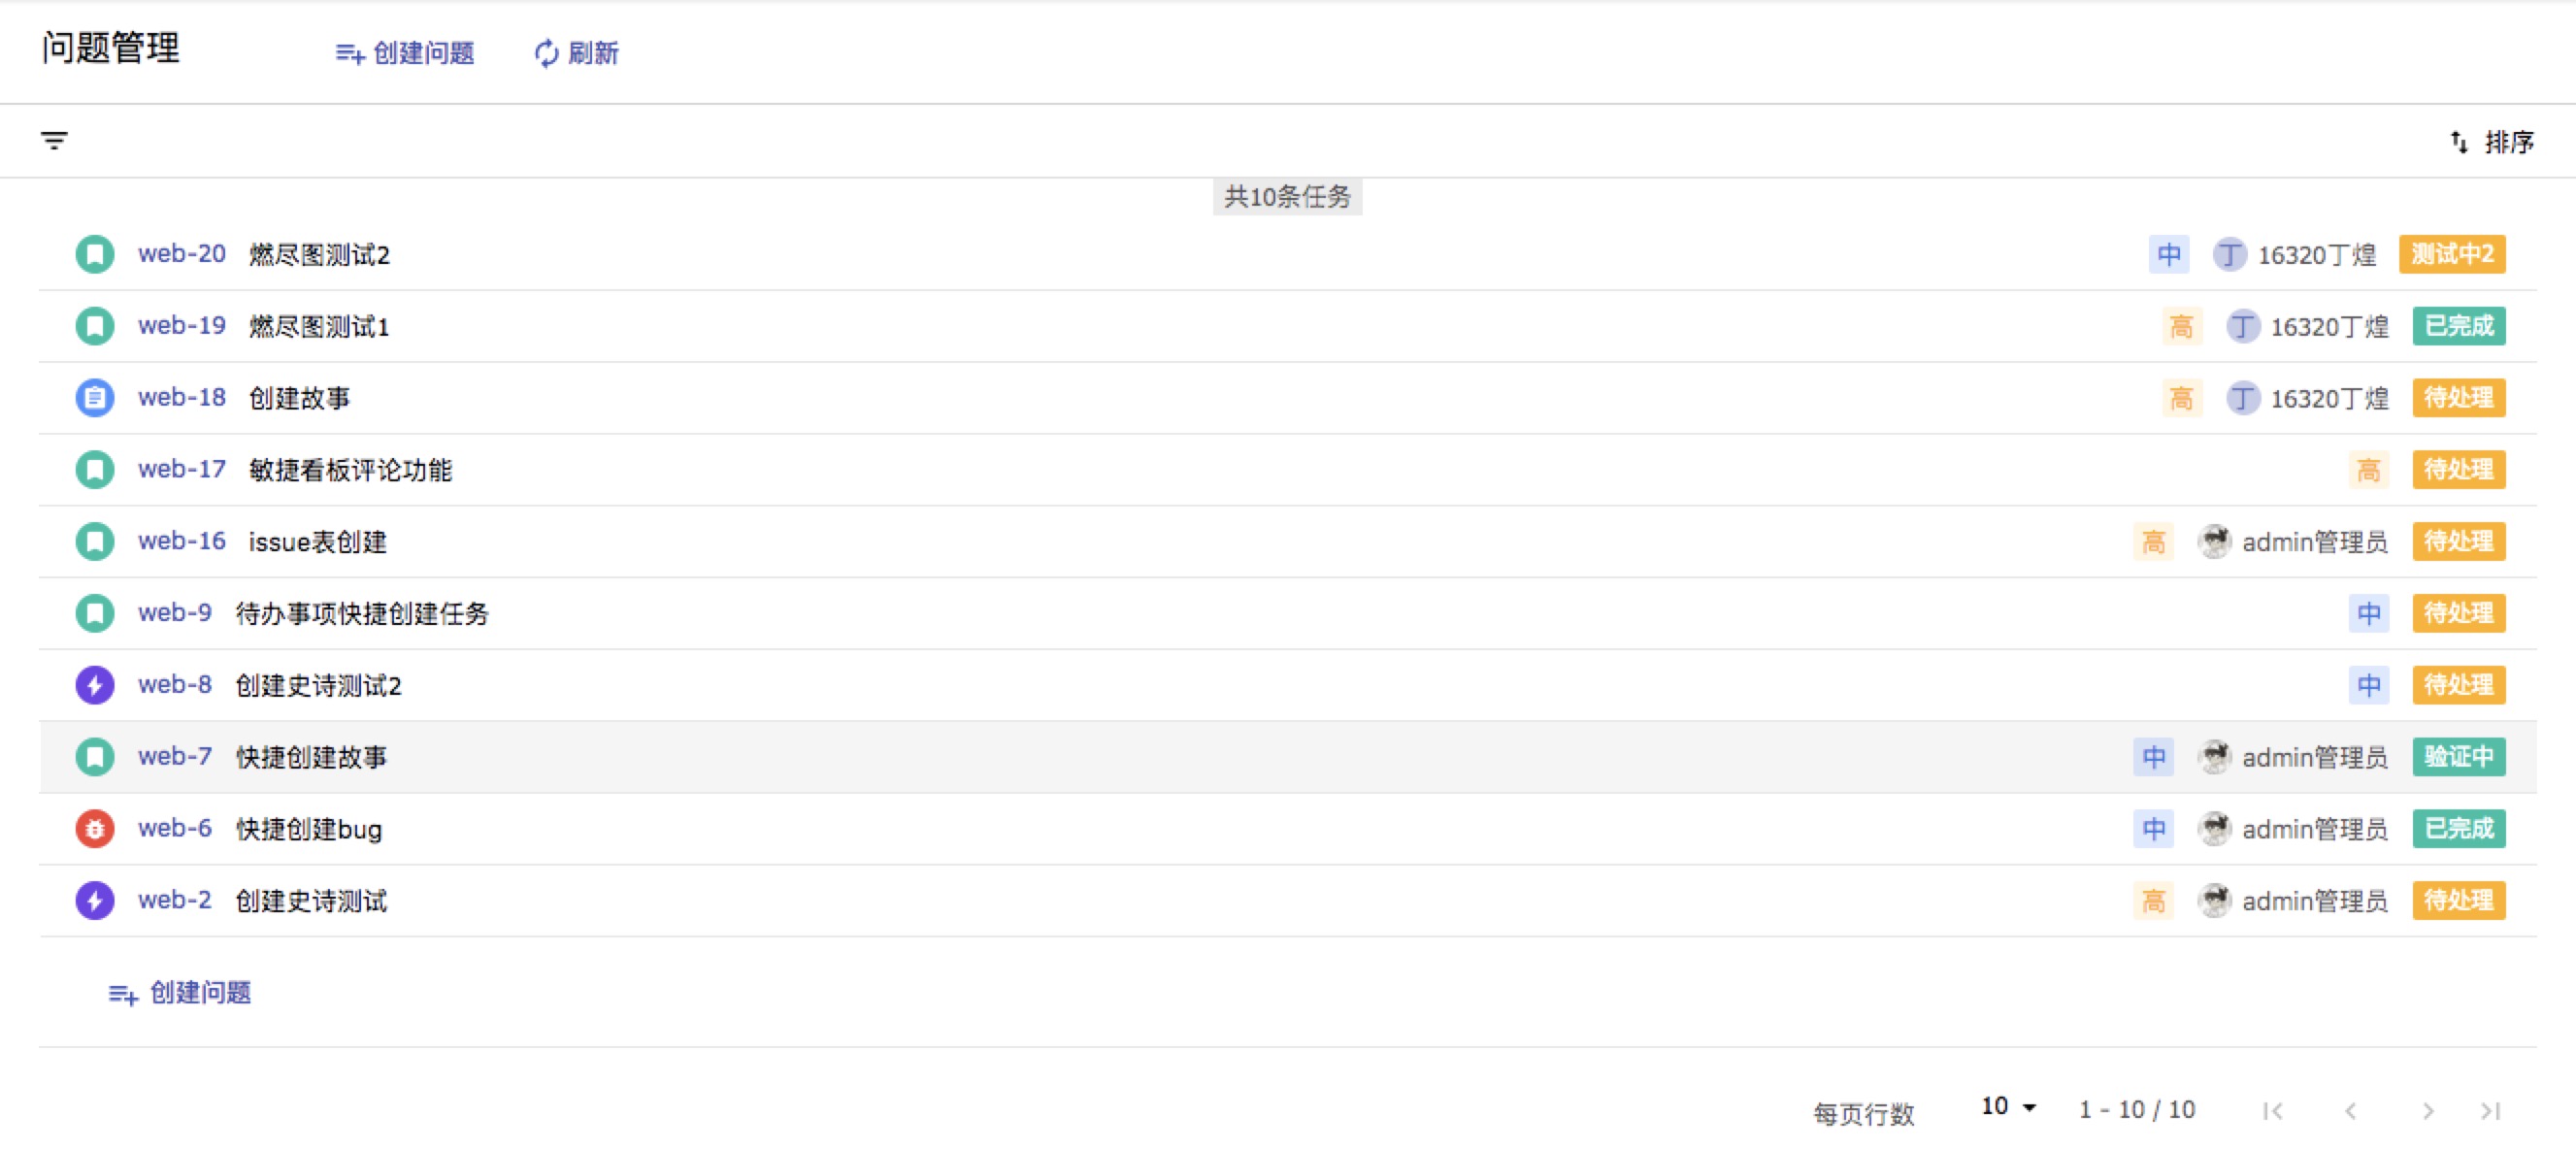 问题管理 创建问题 刷新
排序
共10条任务
web-20 燃尽图测试2 中 丁 16320丁煌 测试中2
web-19 燃尽图测试1 高 丁 16320丁煌 已完成
web-18 创建故事 高 丁 16320丁煌 待处理
web-17 敏捷看板评论功能 高 待处理
web-16 issue表创建 高 admin管理员 待处理
web-9 待办事项快捷创建任务 中 待处理
web-8 创建史诗测试2 中 待处理
web-7 快捷创建故事 中 admin管理员 验证中
web-6 快捷创建bug 中 admin管理员 已完成
web-2 创建史诗测试 高 admin管理员 待处理
创建问题
每页行数 10 1 - 10 / 10